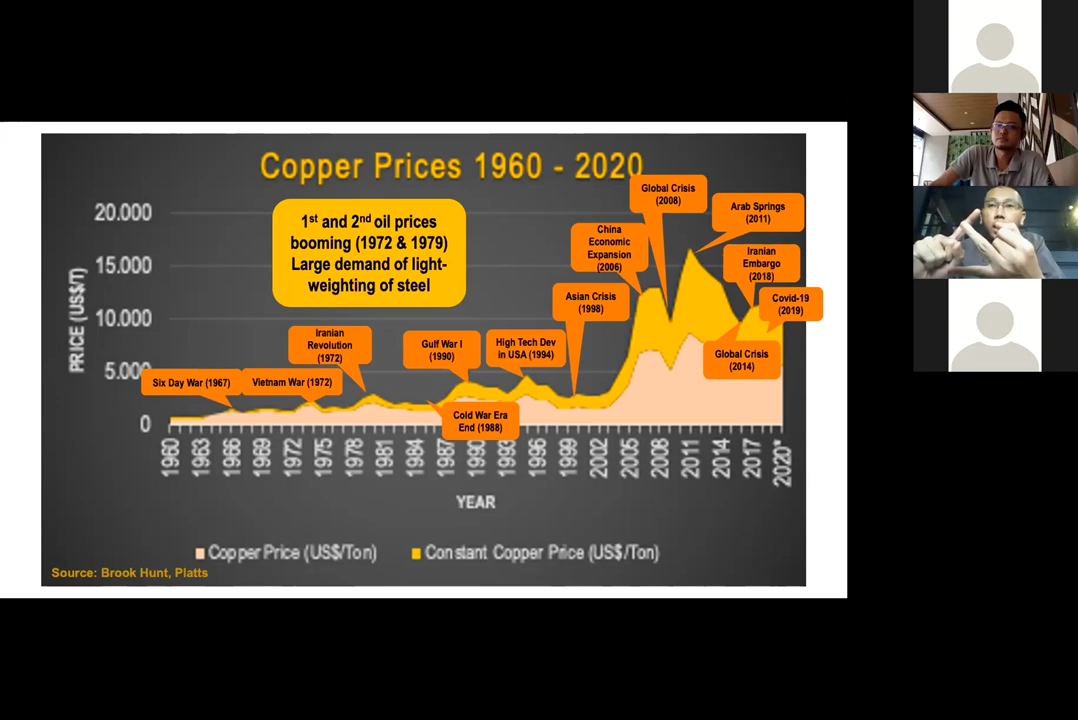 Copper Prices 1960 - 2020
PRICE (US$/T)
20.000
15.000
10.000
5.000
0
1st and 2nd oil prices
booming (1972 & 1979)
Large demand of light-
weighting of steel
Six Day War (1967)
Vietnam War (1972)
Iranian
Revolution
(1972)
Gulf War I
(1990)
Cold War Era
End (1988)
High Tech Dev
in USA (1994)
Asian Crisis
(1998)
China
Economic
Expansion
(2006)
Global Crisis
(2008)
Arab Springs
(2011)
Iranian
Embargo
(2018)
Covid-19
(2019)
Global Crisis
(2014)
1960
1963
1966
1969
1972
1975
1978
1981
1984
1987
1990
1993
1996
1999
2002
2005
2008
2011
2014
2017
2020*
YEAR
Copper Price (US$/Ton)
Constant Copper Price (US$/Ton)
Source: Brook Hunt, Platts